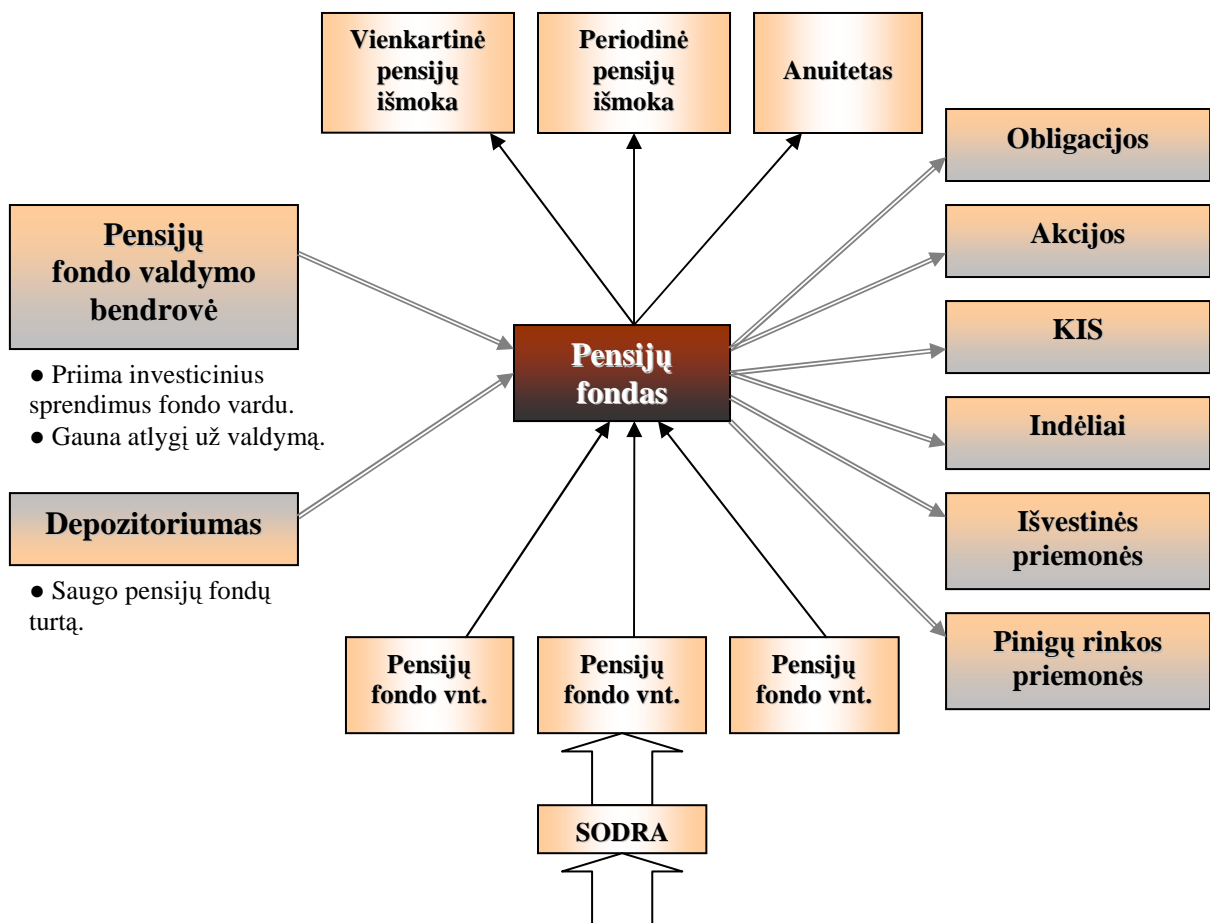 Vienkartinė
pensijų
išmoka
Periodinė
pensijų
išmoka
Anuitetas
Obligacijos
Akcijos
KIS
Indėliai
Išvestinės
priemonės
Pinigų rinkos
priemonės
Pensijų
fondo valdymo
bendrovė
● Priima investicinius
sprendimus fondo vardu.
● Gauna atlygį už valdymą.
Depozitoriumas
● Saugo pensijų fondų
turtą.
Pensijų
fondas
Pensijų
fondo vnt.
Pensijų
fondo vnt.
Pensijų
fondo vnt.
SODRA